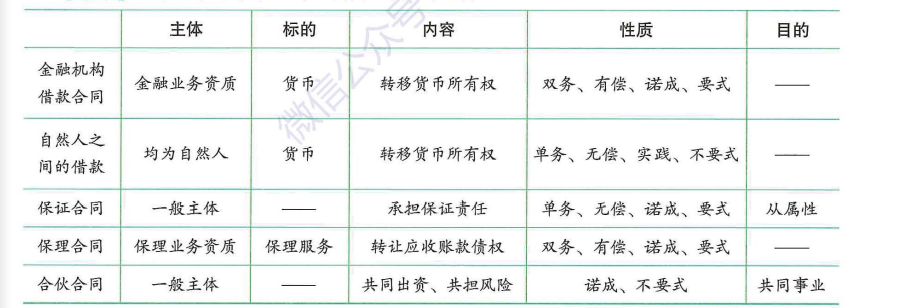 主体 标的 内容 性质 目的
金融机构
借款合同 金融业务资质 货币 转移货币所有权 双务、有偿、诺成、要式 ——
自然人之
间的借款 均为自然人 货币 转移货币所有权 单务、无偿、实践、不要式 ——
保证合同 一般主体 —— 承担保证责任 单务、无偿、诺成、要式 从属性
保理合同 保理业务资质 保理服务 转让应收账款债权 双务、有偿、诺成、要式 ——
合伙合同 一般主体 —— 共同出资、共担风险 诺成、不要式 共同事业
微信公众号